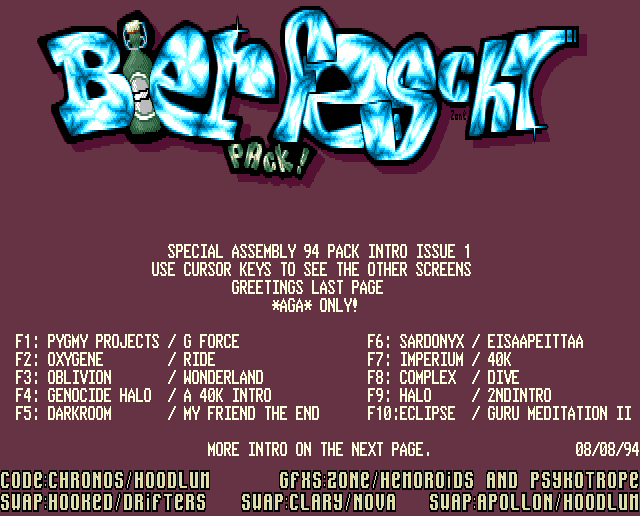 Bier faschy
Zone
PAck!
SPECIAL ASSEMBLY 94 PACK INTRO ISSUE 1
USE CURSOR KEYS TO SEE THE OTHER SCREENS
GREETINGS LAST PAGE
*AGA* ONLY!
F1: PYGMY PROJECTS / G FORCE
F2: OXYGENE / RIDE
F3: OBLIVION / WONDERLAND
F4: GENOCIDE HALO / A 40K INTRO
F5: DARKROOM / MY FRIEND THE END
F6: SARDONYX / EISAAPEITTAA
F7: IMPERIUM / 40K
F8: COMPLEX / DIVE
F9: HALO / 2NDINTRO
F10:ECLIPSE / GURU MEDITATION II
MORE INTRO ON THE NEXT PAGE.
08/08/94
CODE:CHRONOS/HOODLUM GFXS:ZONE/HEMOROiDS AND PSYKOTROPE
SWAP:HOOKED/DRiFTERS SWAP:CLARY/NOVA SWAP:APOLLON/HOODLUM